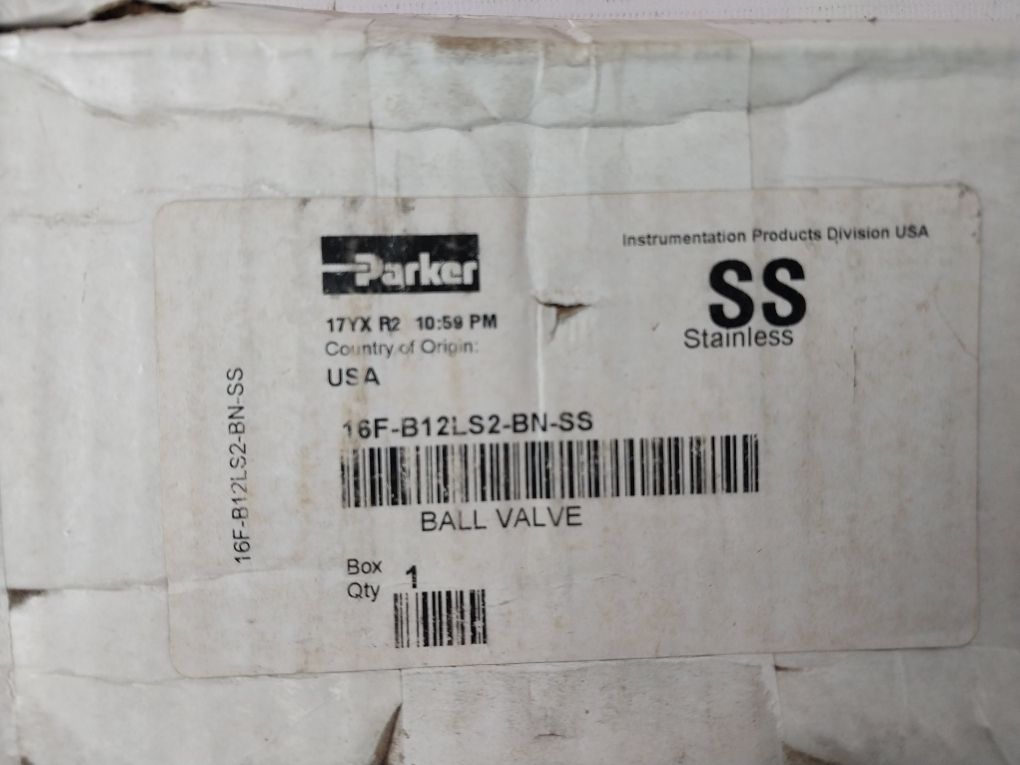 Parker
Instrumentation Products Division USA
SS
Stainless
17YX R2 10:59 PM
Country of Origin:
USA
16F-B12LS2-BN-SS
16F-B12LS2-BN-SS
BALL VALVE
Box
Qty
1